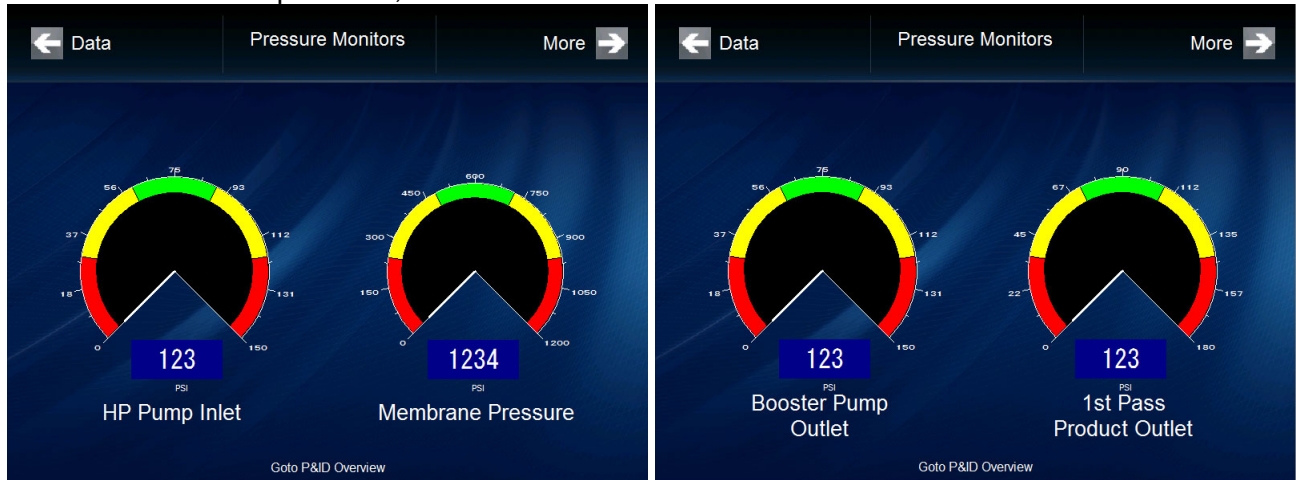 Data Pressure Monitors More
75
56 93
37 112
18 131
0 150
123
PSI
HP Pump Inlet
600
450 750
300 900
150 1050
0 1200
1234
PSI
Membrane Pressure
Goto P&ID Overview
Data Pressure Monitors More
75
56 93
37 112
18 131
0 150
123
PSI
Booster Pump
Outlet
90
67 112
45 135
22 157
0 180
123
PSI
1st Pass
Product Outlet
Goto P&ID Overview